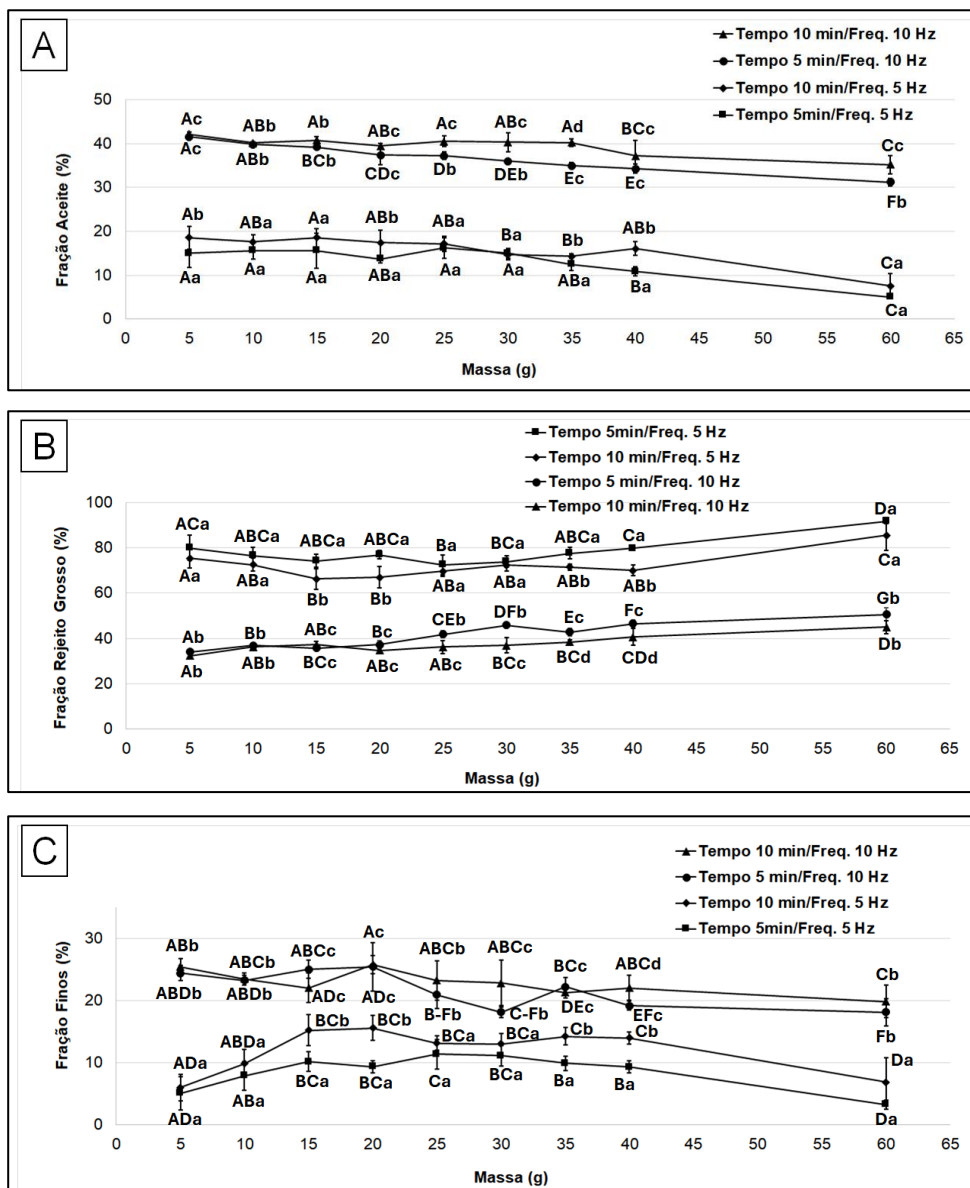 A
Tempo 10 min/Freq. 10 Hz
Tempo 5 min/Freq. 10 Hz
Tempo 10 min/Freq. 5 Hz
Tempo 5min/Freq. 5 Hz
Fração Aceite (%)
50
40
30
20
10
0
Ac ABb Ab ABc Ac ABc Ad BCc Cc
Ac ABb BCb CDc Db DEb Ec Ec Fb
Ab ABa Aa ABb ABa Ba Bb ABb Ca
Aa Aa Aa ABa Aa Aa ABa Ba Ca
0 5 10 15 20 25 30 35 40 45 50 55 60 65
Massa (g)
B
Tempo 5min/Freq. 5 Hz
Tempo 10 min/Freq. 5 Hz
Tempo 5 min/Freq. 10 Hz
Tempo 10 min/Freq. 10 Hz
Fração Rejeito Grosso (%)
100
80
60
40
20
0
ACa ABCa ABCa ABCa Ba BCa ABCa Ca Da
Aa ABa Bb Bb ABa ABa ABb ABb Ca
Ab Bb ABc Bc CEb DFb Ec Fc Gb
Ab ABb BCc ABc ABc BCc BCd CDd Db
0 5 10 15 20 25 30 35 40 45 50 55 60 65
Massa (g)
C
Tempo 10 min/Freq. 10 Hz
Tempo 5 min/Freq. 10 Hz
Tempo 10 min/Freq. 5 Hz
Tempo 5min/Freq. 5 Hz
Fração Finos (%)
30
20
10
0
ABb ABCb ABCc Ac ABCb ABCc BCc ABCd Cb
ABDb ABDb ADc ADc B-Fb C-Fb DEc EFc Fb
ADa ABDa BCb BCb BCa BCa Cb Cb Da
ADa ABa BCa BCa Ca BCa Ba Ba Da
0 5 10 15 20 25 30 35 40 45 50 55 60 65
Massa (g)